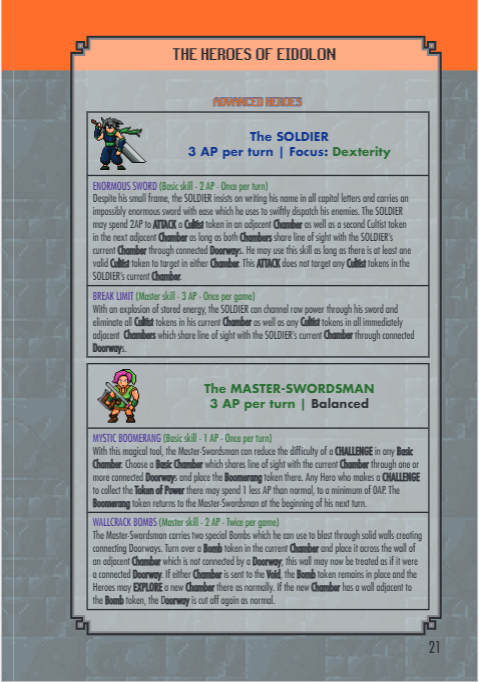 THE HEROES OF EIDOLON
ADVANCED HEROES
The SOLDIER
3 AP per turn | Focus: Dexterity
ENORMOUS SWORD (Basic skill - 2 AP - Once per turn)
Despite his small frame, the SOLDIER insists on writing his name in all capital letters and carries an
impossibly enormous sword with ease which he uses to swiftly dispatch his enemies. The SOLDIER
may spend 2AP to ATTACK a Cultist token in an adjacent Chamber as well as a second Cultist token
in the next adjacent Chamber as long as both Chambers share line of sight with the SOLDIER's
current Chamber through connected Doorways. He may use this skill as long as there is at least one
valid Cultist token to target in either Chamber. This ATTACK does not target any Cultist tokens in the
SOLDIER's current Chamber.
BREAK LIMIT (Master skill - 3 AP - Once per game)
With an explosion of stored energy, the SOLDIER can channel raw power through his sword and
eliminate all Cultist tokens in his current Chamber as well as any Cultist tokens in all immediately
adjacent Chambers which share line of sight with the SOLDIER's current Chamber through connected
Doorways.
The MASTER-SWORDSMAN
3 AP per turn | Balanced
MYSTIC BOOMERANG (Basic skill - 1 AP - Once per turn)
With this magical tool, the Master-Swordsman can reduce the difficulty of a CHALLENGE in any Basic
Chamber. Choose a Basic Chamber which shares line of sight with the current Chamber through one or
more connected Doorways and place the Boomerang token there. Any Hero who makes a CHALLENGE
to collect the Token of Power there may spend 1 less AP than normal, to a minimum of 0AP. The
Boomerang token returns to the Master-Swordsman at the beginning of his next turn.
WALLCRACK BOMBS (Master skill - 2 AP - Twice per game)
The Master-Swordsman carries two special Bombs which he can use to blast through solid walls creating
connecting Doorways. Turn over a Bomb token in the current Chamber and place it across the wall of
an adjacent Chamber which is not connected by a Doorway; this wall may now be treated as if it were
a connected Doorway. If either Chamber is sent to the Void, the Bomb token remains in place and the
Heroes may EXPLORE a new Chamber there as normally. If the new Chamber has a wall adjacent to
the Bomb token, the Doorway is cut off again as normal.
21